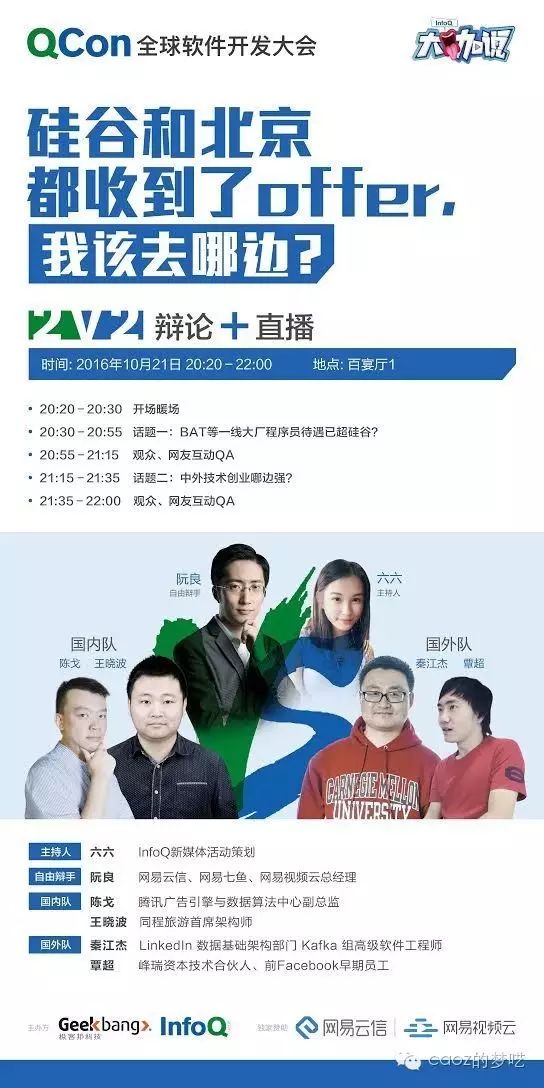 QCon 全球软件开发大会
InfoQ
大咖说
硅谷和北京
都收到了offer,
我该去哪边?
2V2 辩论+直播
时间: 2016年10月21日 20:20-22:00 地点: 百宴厅1
• 20:20-20:30 开场暖场
• 20:30-20:55 话题一: BAT等一线大厂程序员待遇已超硅谷?
• 20:55-21:15 观众、网友互动QA
• 21:15-21:35 话题二: 中外技术创业哪边强?
• 21:35-22:00 观众、网友互动QA
阮良
自由辩手
六六
主持人
国内队
陈戈 王晓波
国外队
秦江杰 覃超
VS
CARNEGIE MELLON
UNIVERSITY
主持人 六六 InfoQ新媒体活动策划
自由辩手 阮良 网易云信、网易七鱼、网易视频云总经理
国内队 陈戈 腾讯广告引擎与数据算法中心副总监
王晓波 同程旅游首席架构师
国外队 秦江杰 LinkedIn 数据基础架构部门 Kafka 组高级软件工程师
覃超 峰瑞资本技术合伙人、前Facebook早期员工
主办方 Geekbang>. 极客邦科技 InfoQ 独家赞助 网易云信 网易视频云
caoz的梦呓